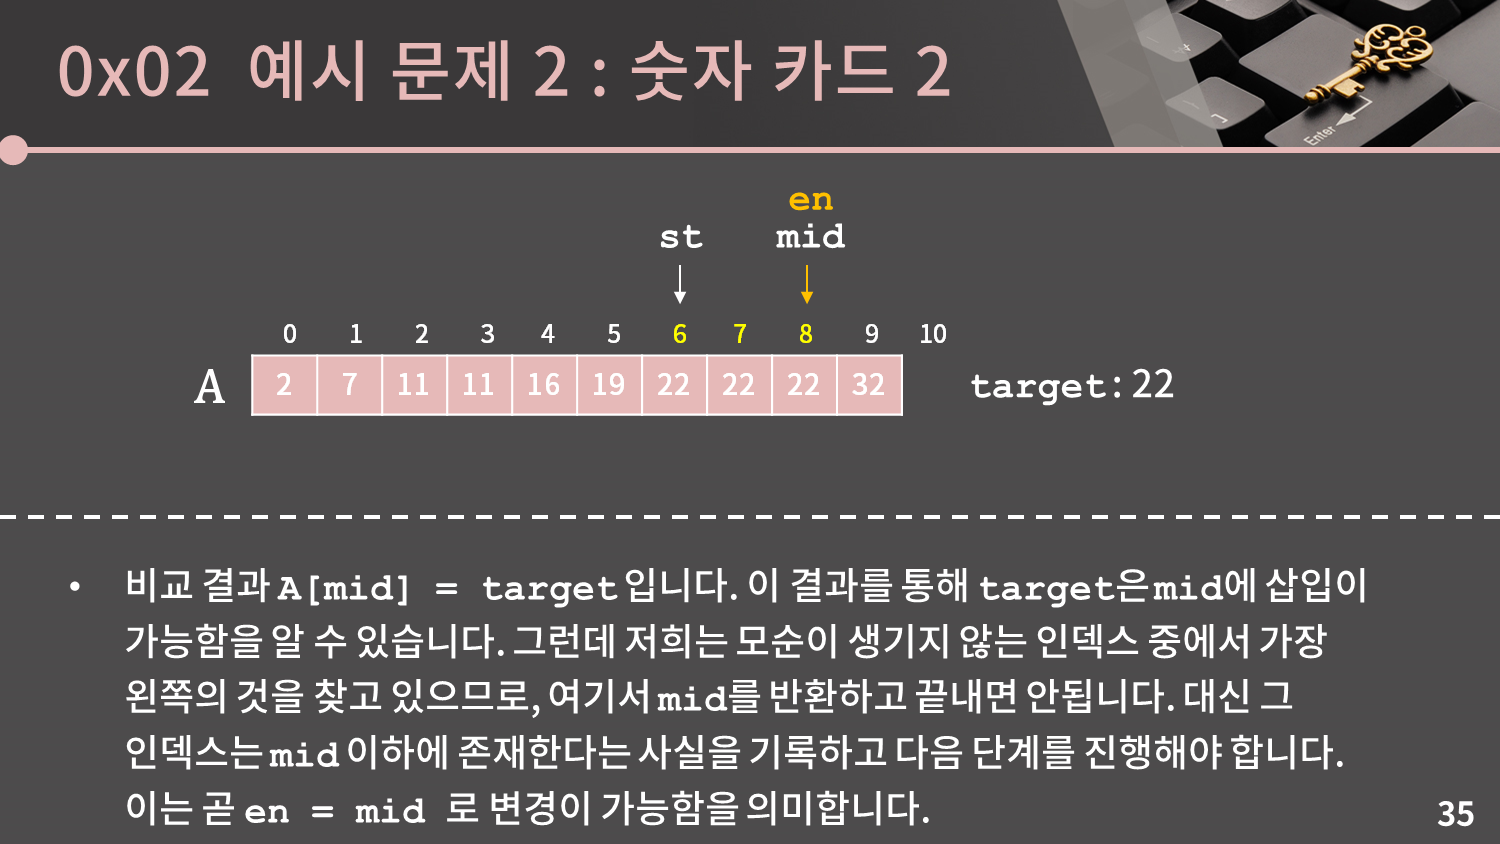 0x02 예시 문제 2 : 숫자 카드 2
Enter
en
st mid
0 1 2 3 4 5 6 7 8 9 10
A 2 7 11 11 16 19 22 22 22 32 target: 22
• 비교 결과 A[mid] = target 입니다. 이 결과를 통해 target은 mid에 삽입이
가능함을 알 수 있습니다. 그런데 저희는 모순이 생기지 않는 인덱스 중에서 가장
왼쪽의 것을 찾고 있으므로, 여기서 mid를 반환하고 끝내면 안됩니다. 대신 그
인덱스는 mid 이하에 존재한다는 사실을 기록하고 다음 단계를 진행해야 합니다.
이는 곧 en = mid 로 변경이 가능함을 의미합니다.
35